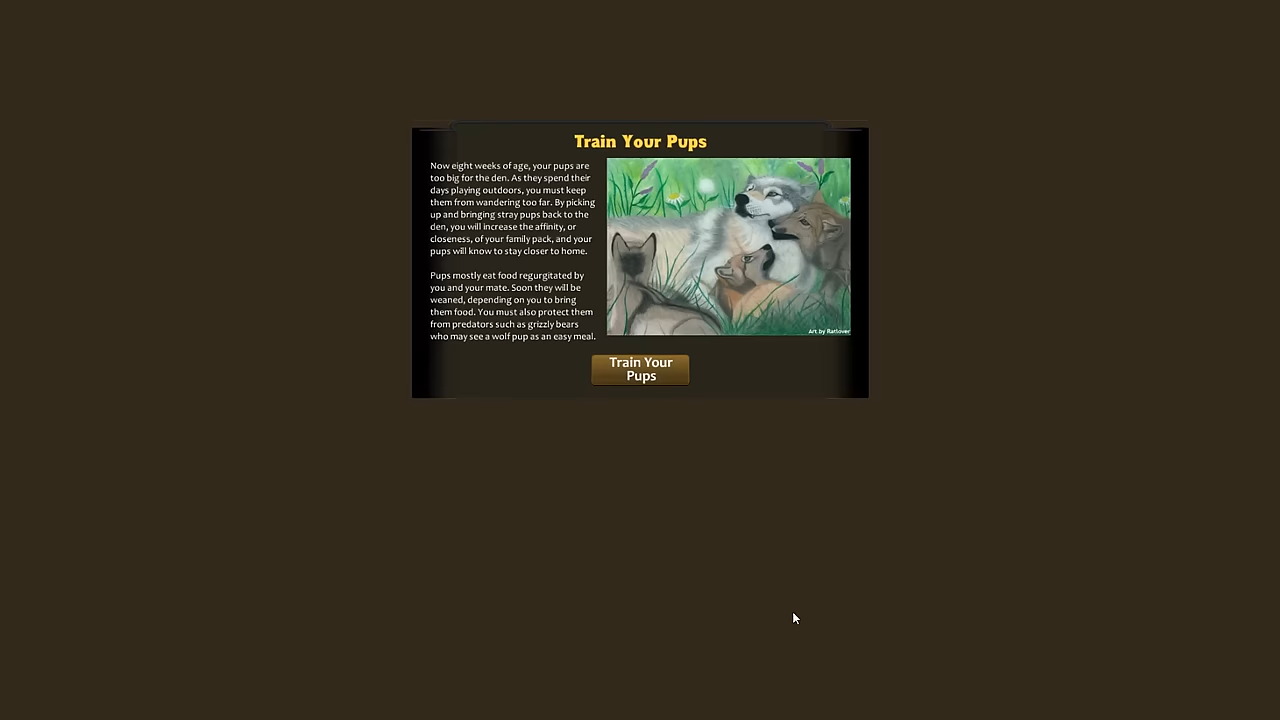 Train Your Pups
Now eight weeks of age, your pups are
too big for the den. As they spend their
days playing outdoors, you must keep
them from wandering too far. By picking
up and bringing stray pups back to the
den, you will increase the affinity, or
closeness, of your family pack, and your
pups will know to stay closer to home.
Pups mostly eat food regurgitated by
you and your mate. Soon they will be
weaned, depending on you to bring
them food. You must also protect them
from predators such as grizzly bears
who may see a wolf pup as an easy meal.
Art by Ratlover
Train Your
Pups